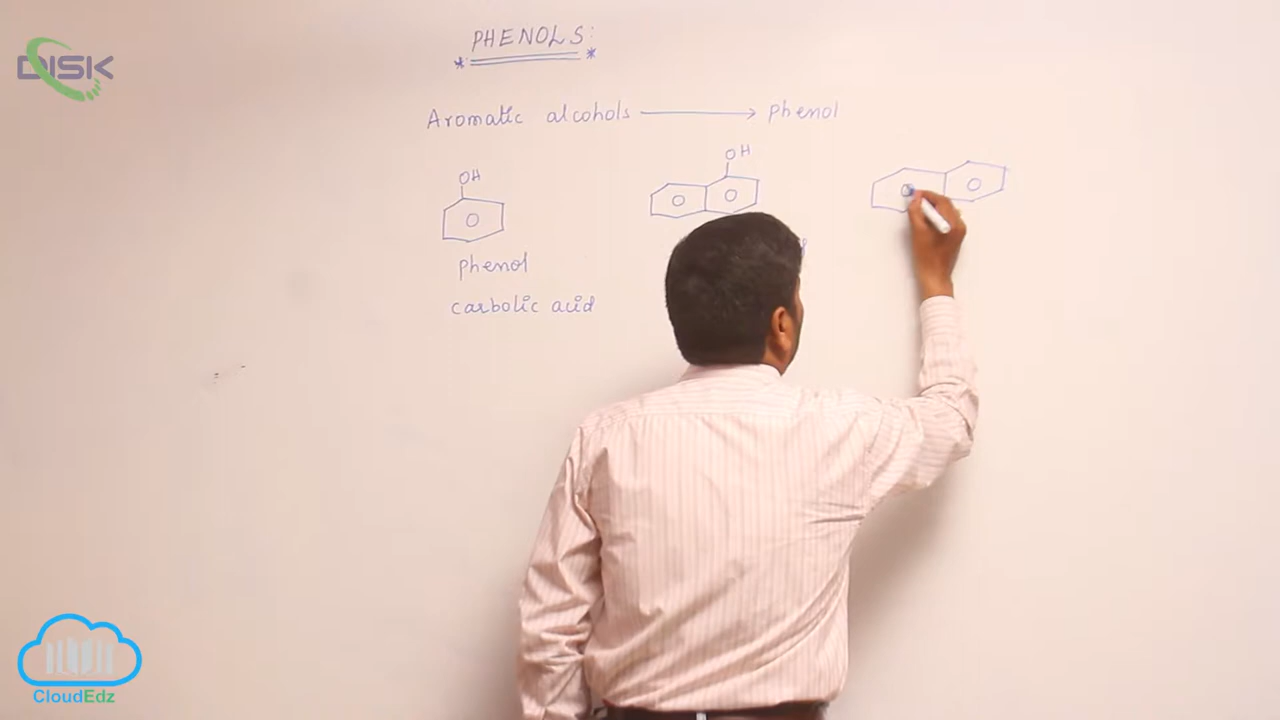 DISK
PHENOLS:
Aromatic alcohols → Phenol
OH
OH
phenol
carbolic acid
CloudEdz